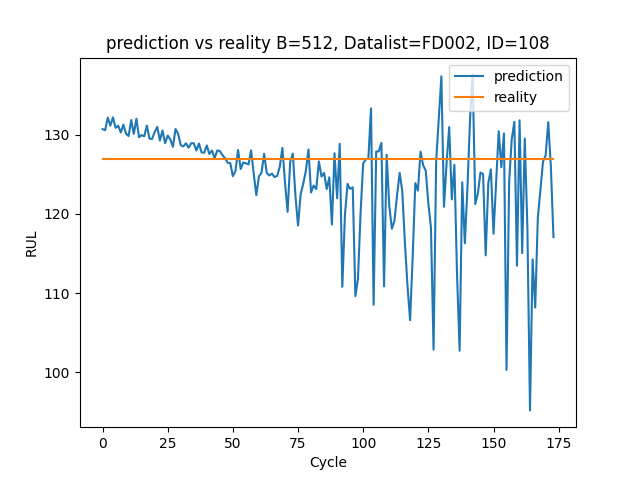 prediction vs reality B=512, Datalist=FD002, ID=108
prediction
reality
130
120
110
100
RUL
0 25 50 75 100 125 150 175
Cycle